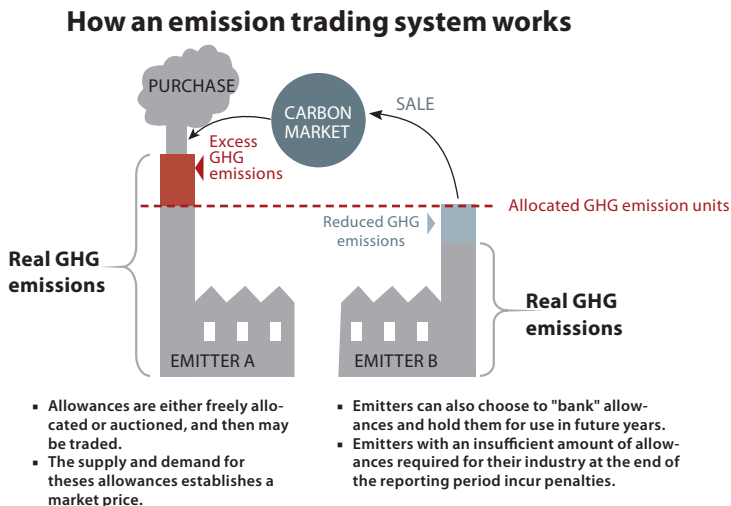 How an emission trading system works
PURCHASE
CARBON
MARKET
SALE
Excess
GHG
emissions
Allocated GHG emission units
Reduced GHG
emissions
Real GHG
emissions
Real GHG
emissions
EMITTER A
EMITTER B
▪ Allowances are either freely allo-
cated or auctioned, and then may
be traded.
▪ The supply and demand for
theses allowances establishes a
market price.
▪ Emitters can also choose to "bank" allow-
ances and hold them for use in future years.
▪ Emitters with an insufficient amount of allow-
ances required for their industry at the end of
the reporting period incur penalties.